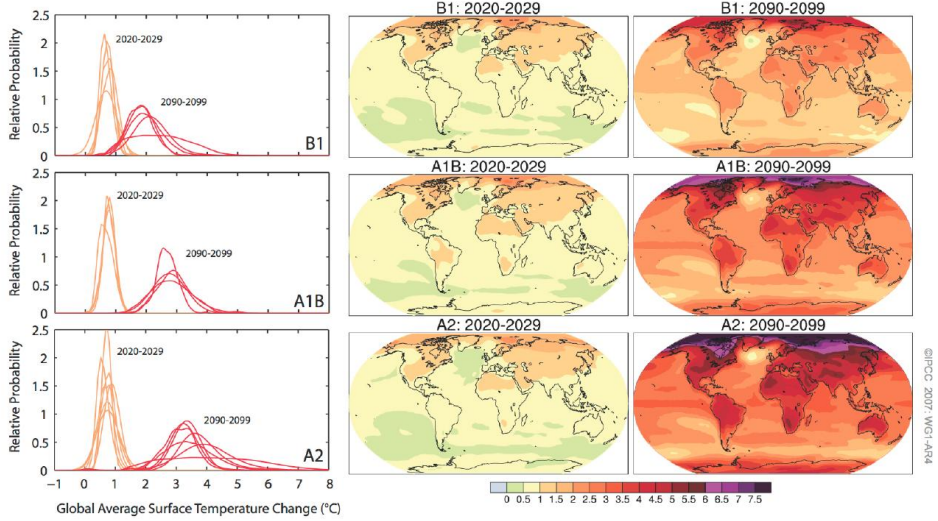 B1: 2020-2029
B1: 2090-2099
Relative Probability
2.5
2.0
1.5
1
0.5
0
2020-2029
2090-2099
B1
A1B: 2020-2029
A1B: 2090-2099
Relative Probability
2.5
2
1.5
1
0.5
0
2020-2029
2090-2099
A1B
A2: 2020-2029
A2: 2090-2099
Relative Probability
2.5
2
1.5
1
0.5
0
2020-2029
2090-2099
A2
−1 0 1 2 3 4 5 6 7 8
Global Average Surface Temperature Change (°C)
0 0.5 1 1.5 2 2.5 3 3.5 4 4.5 5 5.5 6 6.5 7 7.5
©IPCC 2007: WG1-AR4